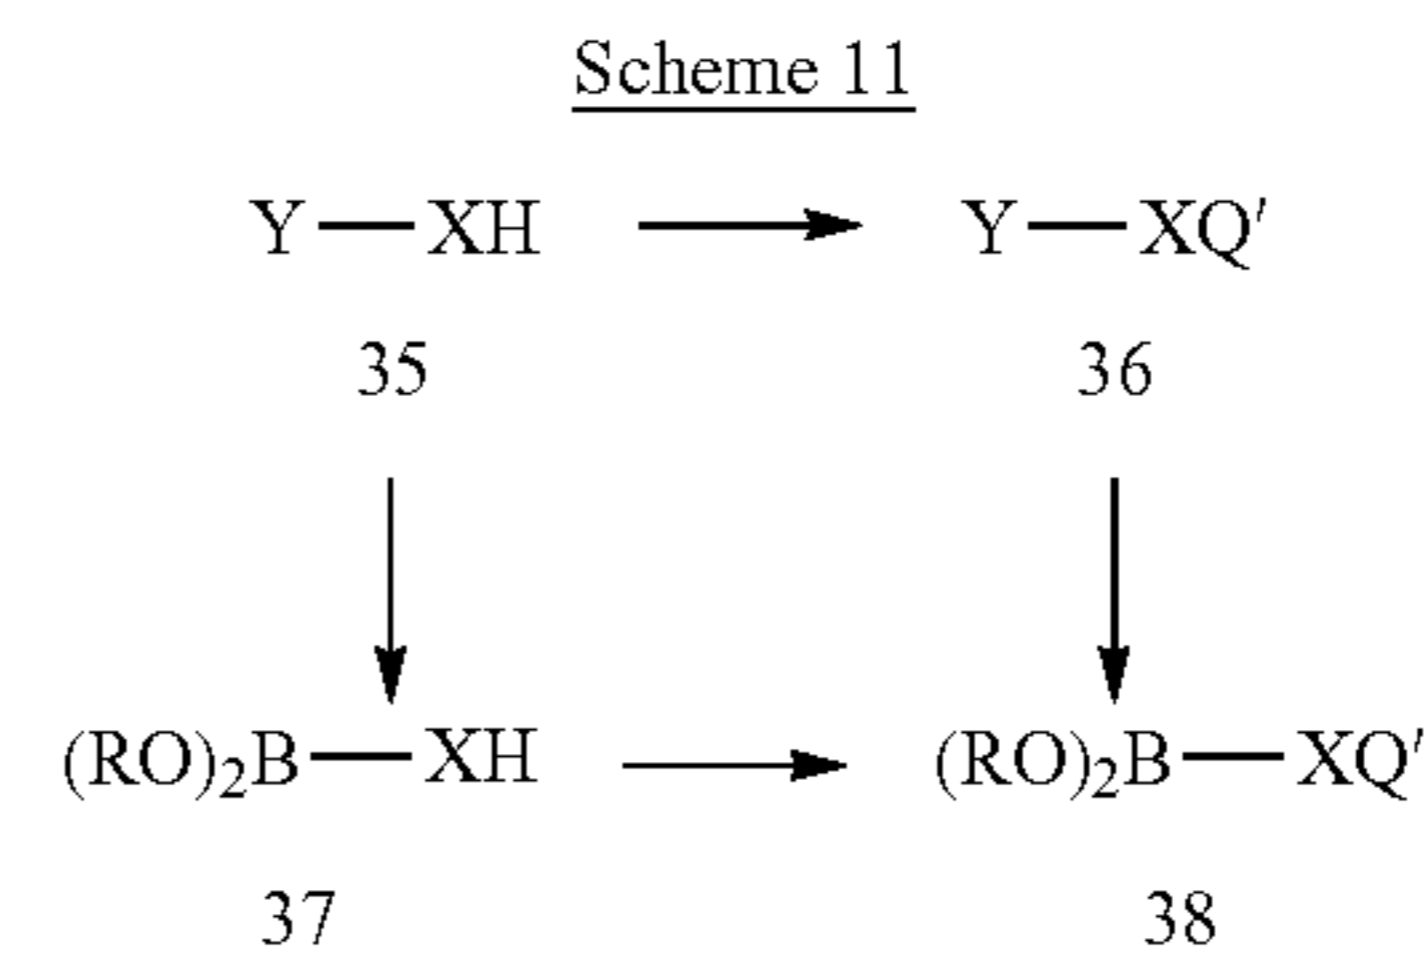 Scheme 11
Y—XH Y—XQ′
35 36
(RO)₂B—XH (RO)₂B—XQ′
37 38